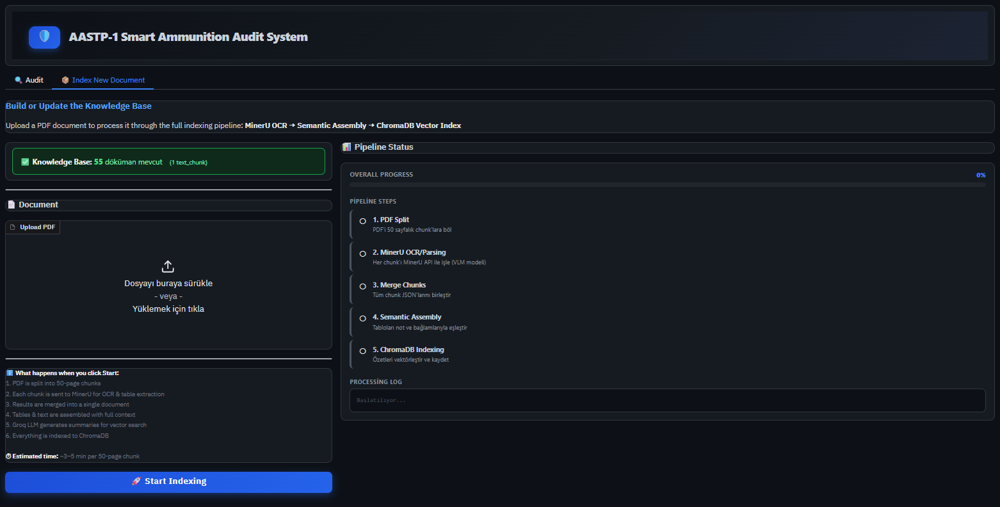 AASTP-1 Smart Ammunition Audit System
Audit
Index New Document
Build or Update the Knowledge Base
Upload a PDF document to process it through the full indexing pipeline: MinerU OCR → Semantic Assembly → ChromaDB Vector Index
Knowledge Base: 55 döküman mevcut (1 text_chunk)
Document
Upload PDF
Dosyayı buraya sürükle
- veya -
Yüklemek için tıkla
What happens when you click Start:
1. PDF is split into 50-page chunks
2. Each chunk is sent to MinerU for OCR & table extraction
3. Results are merged into a single document
4. Tables & text are assembled with full context
5. Groq LLM generates summaries for vector search
6. Everything is indexed to ChromaDB
Estimated time: ~3–5 min per 50-page chunk
Start Indexing
Pipeline Status
OVERALL PROGRESS
0%
PİPELİNE STEPS
1. PDF Split
PDF'i 50 sayfalık chunk'lara böl
2. MinerU OCR/Parsing
Her chunk'ı MinerU API ile işle (VLM modeli)
3. Merge Chunks
Tüm chunk JSON'larını birleştir
4. Semantic Assembly
Tabloları not ve bağlamlarıyla eşleştir
5. ChromaDB Indexing
Özetleri vektörleştir ve kaydet
PROCESSİNG LOG
Başlatılıyor...